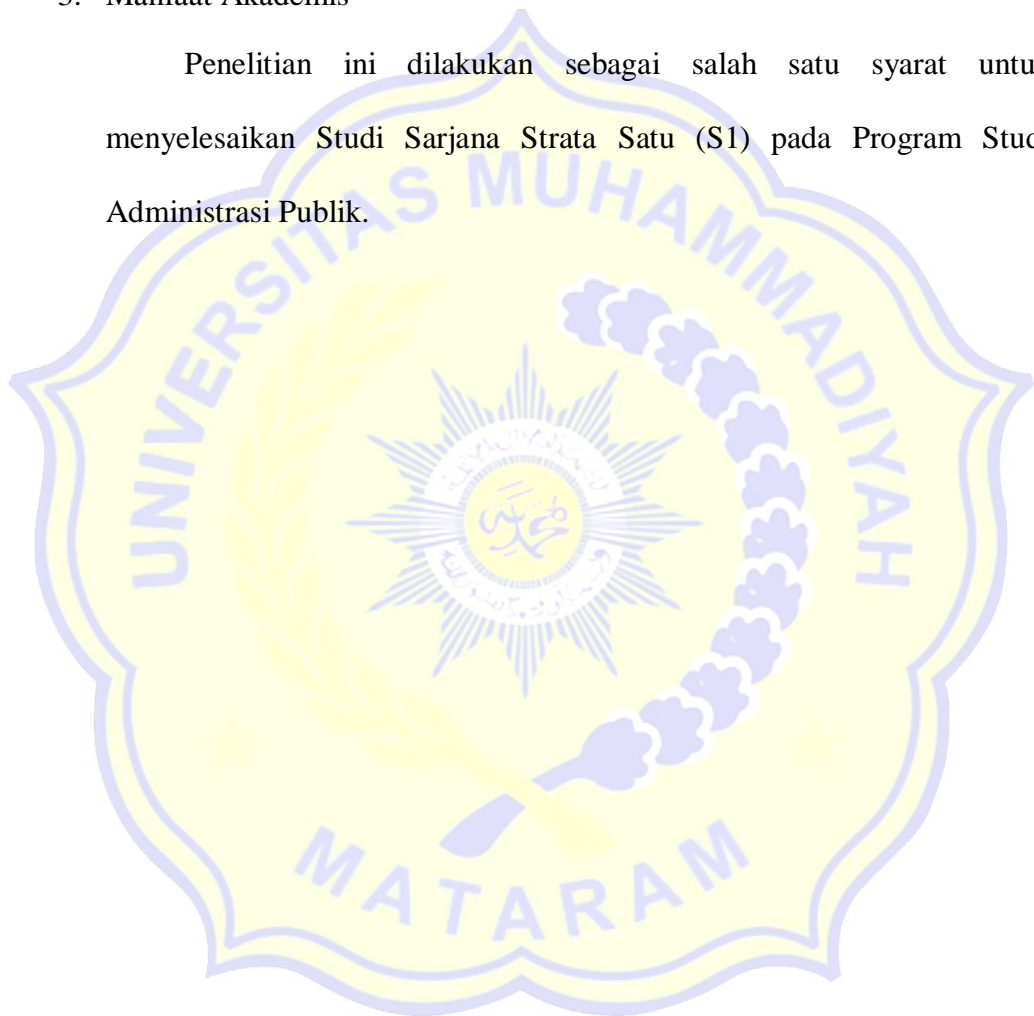 3. Manfaat Akademis
Penelitian ini dilakukan sebagai salah satu syarat untu
menyelesaikan Studi Sarjana Strata Satu (S1) pada Program Stud
Administrasi Publik.
UNIVERSITAS MUHAMMADIYAH
MATARAM